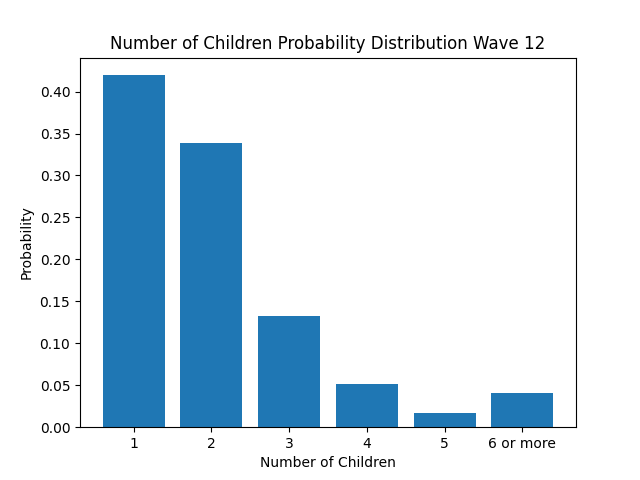 Number of Children Probability Distribution Wave 12
Probability
0.40
0.35
0.30
0.25
0.20
0.15
0.10
0.05
0.00
1 2 3 4 5 6 or more
Number of Children